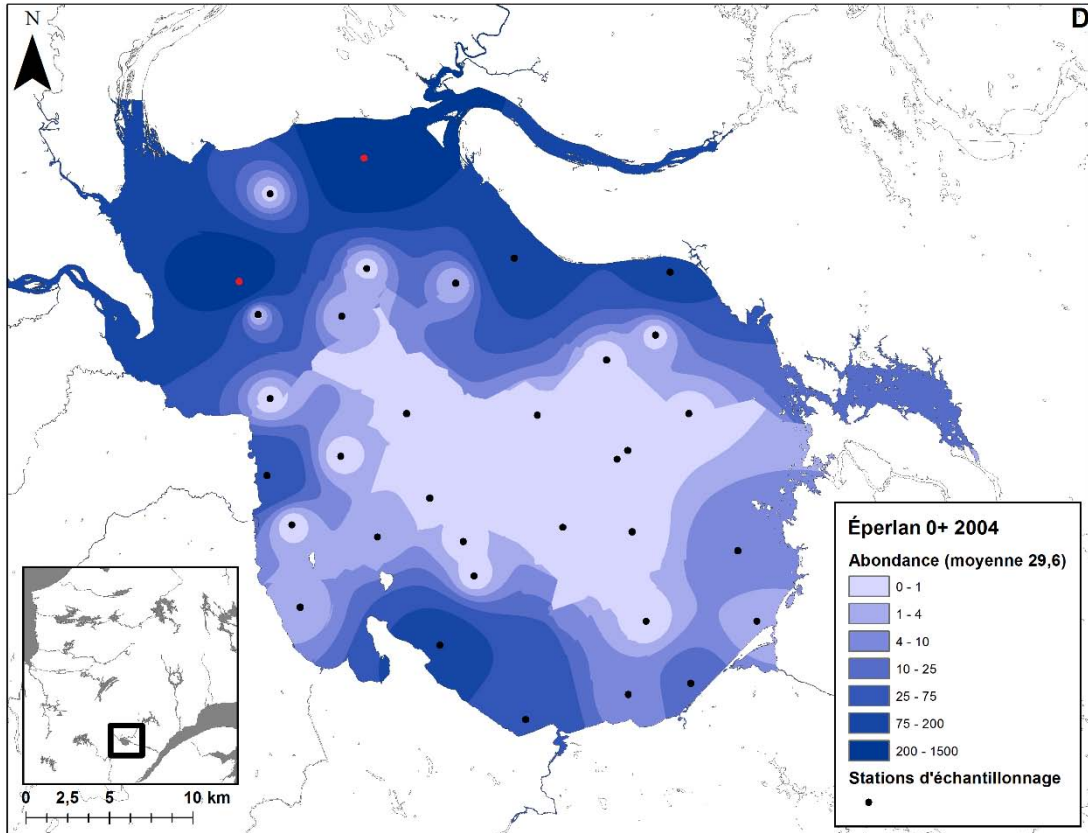 N
D
Éperlan 0+ 2004
Abondance (moyenne 29,6)
0 - 1
1 - 4
4 - 10
10 - 25
25 - 75
75 - 200
200 - 1500
Stations d'échantillonnage
0 2,5 5 10 km